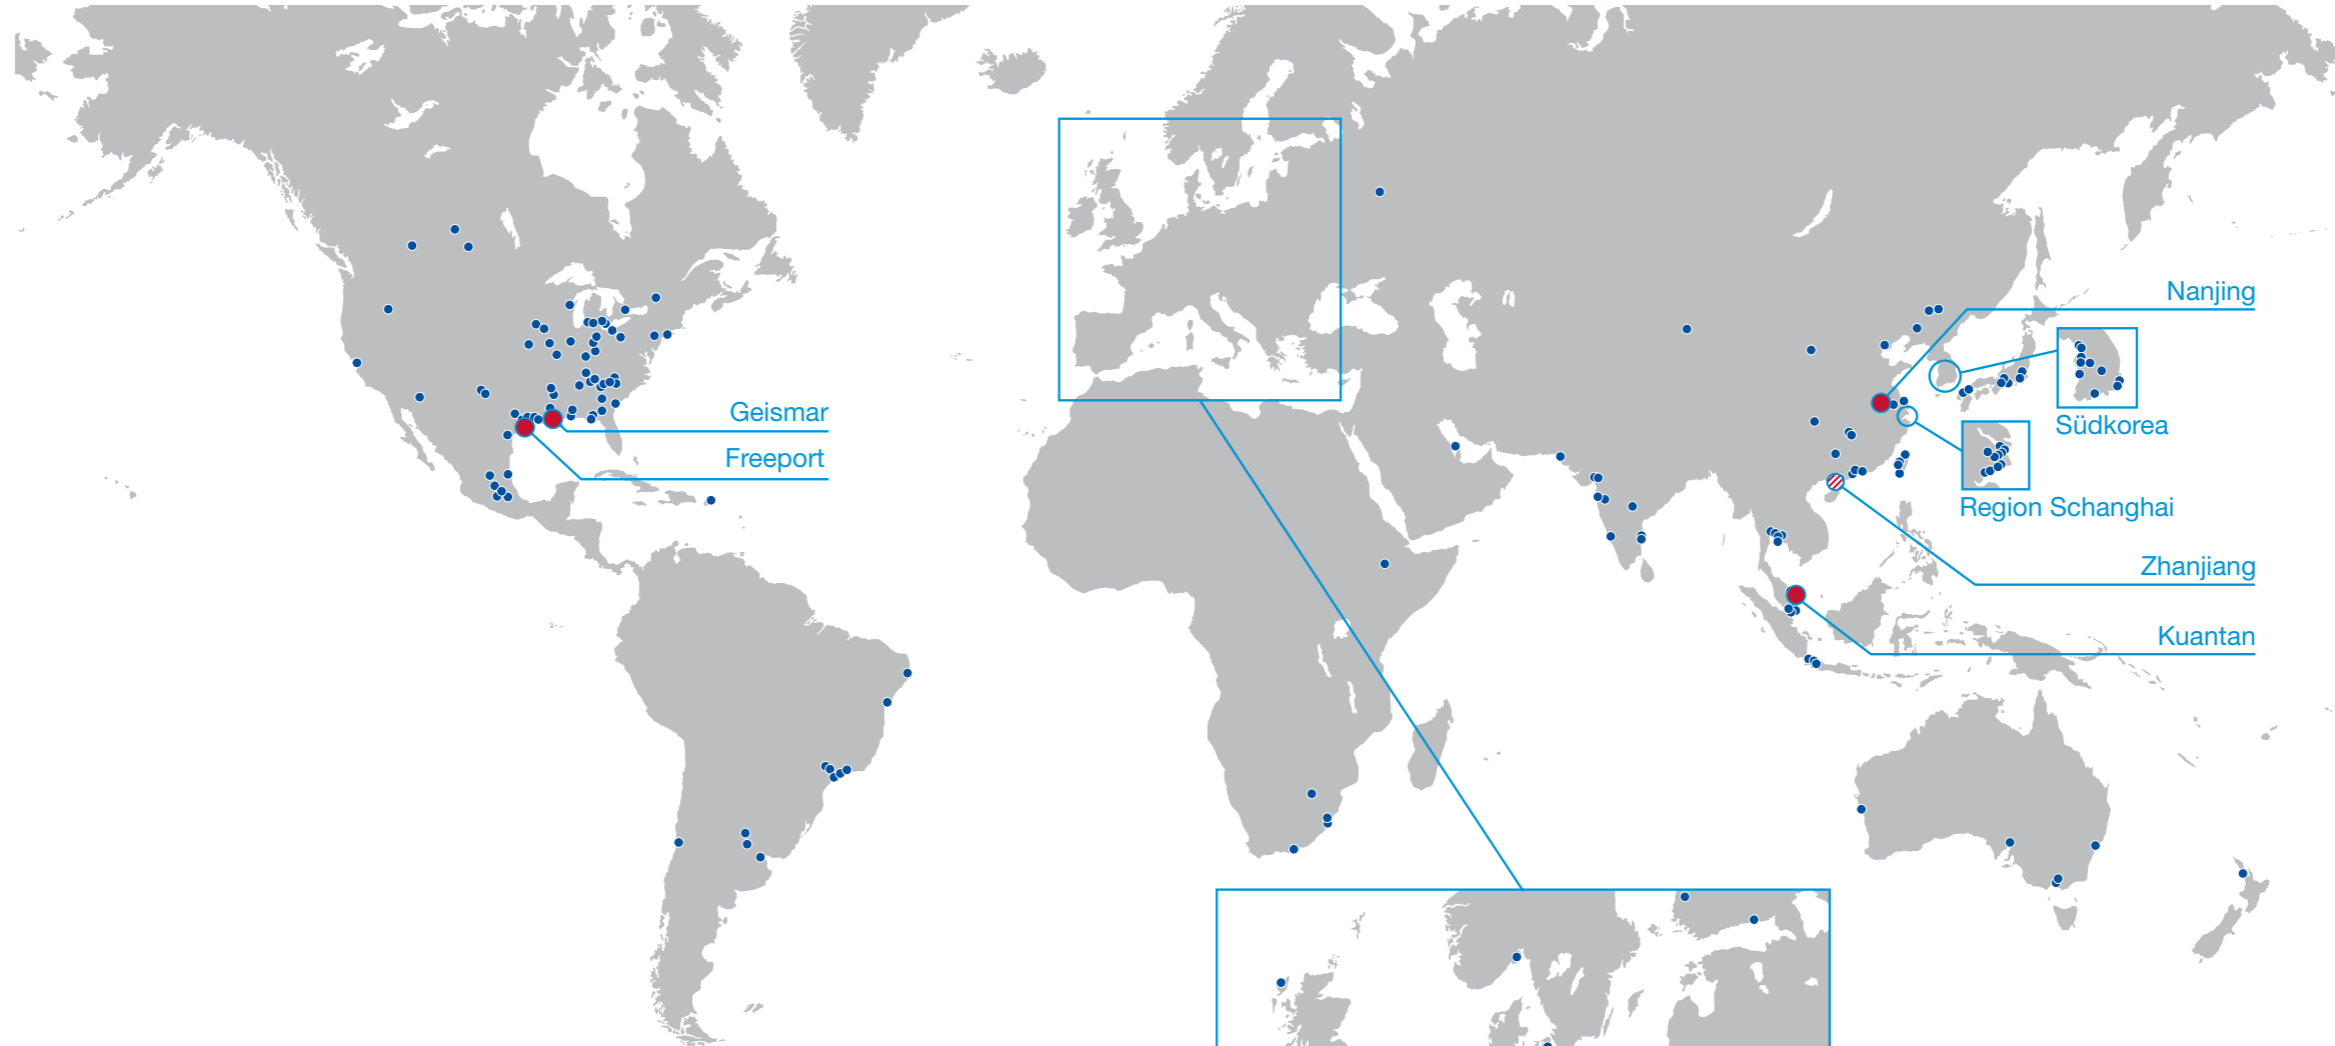 Nanjing
Geismar
Südkorea
Freeport
Region Schanghai
Zhanjiang
Kuantan